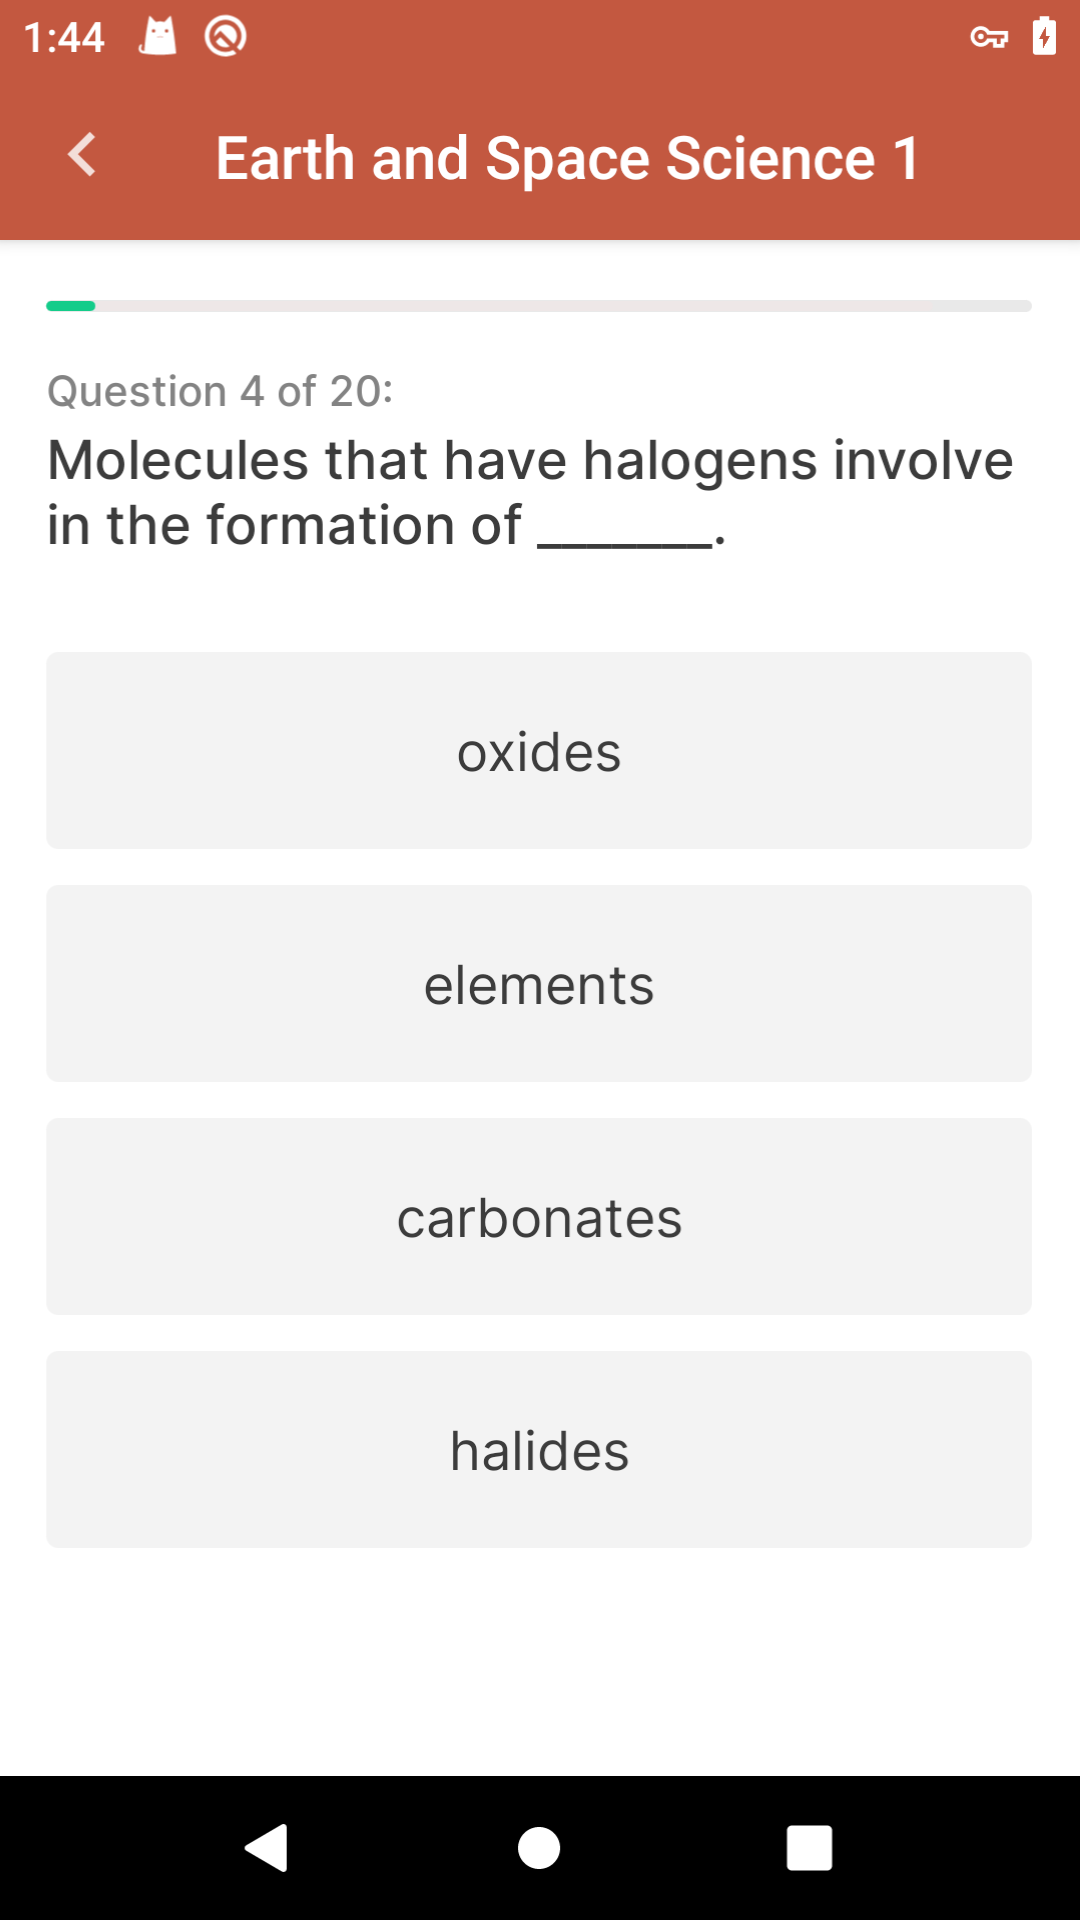 1:44
Earth and Space Science 1
Question 4 of 20:
Molecules that have halogens involve
in the formation of _______.
oxides
elements
carbonates
halides